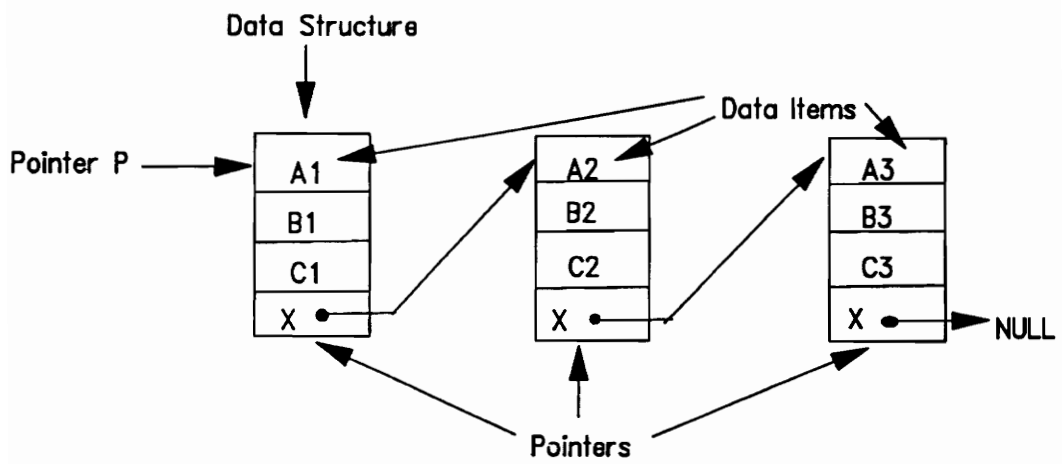 Data Structure
Data Items
Pointer P
A1
B1
C1
X
A2
B2
C2
X
A3
B3
C3
X
NULL
Pointers